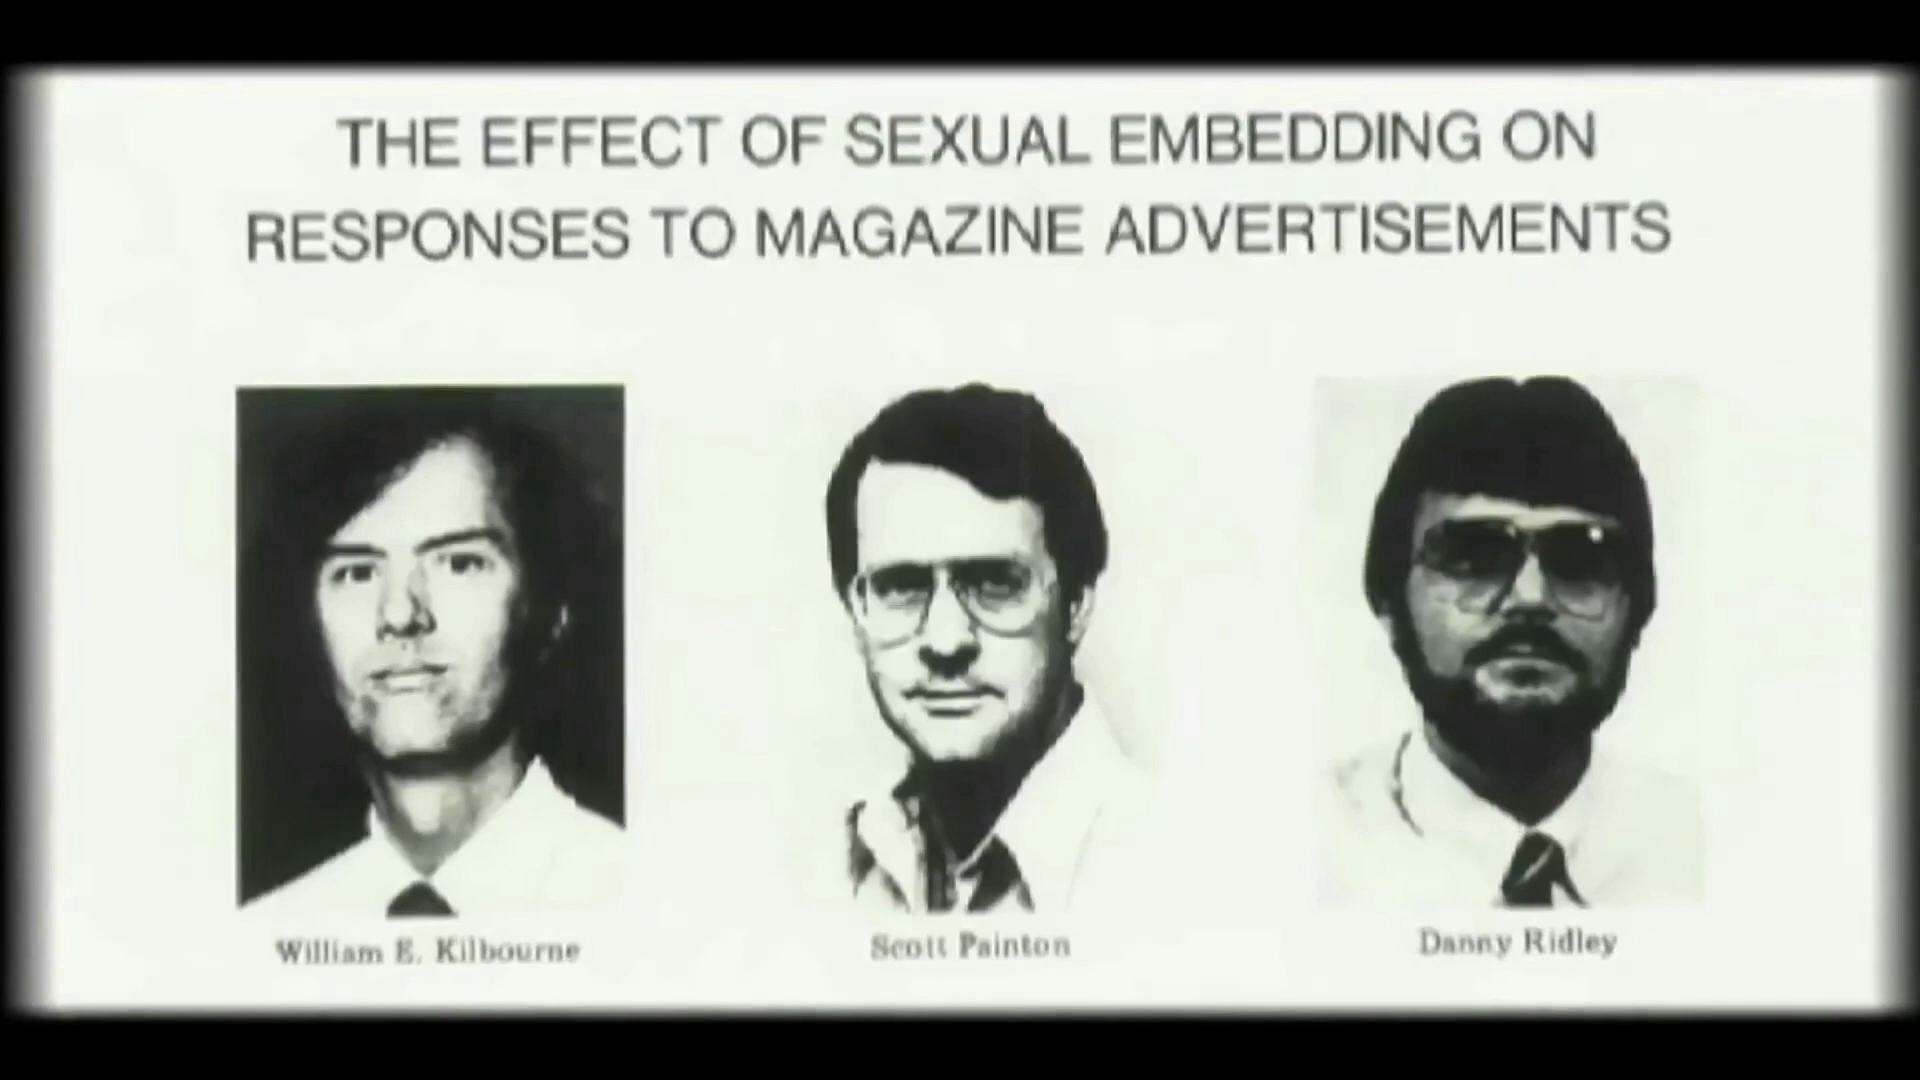 THE EFFECT OF SEXUAL EMBEDDING ON
RESPONSES TO MAGAZINE ADVERTISEMENTS
William E. Kilbourne
Scott Painton
Danny Ridley